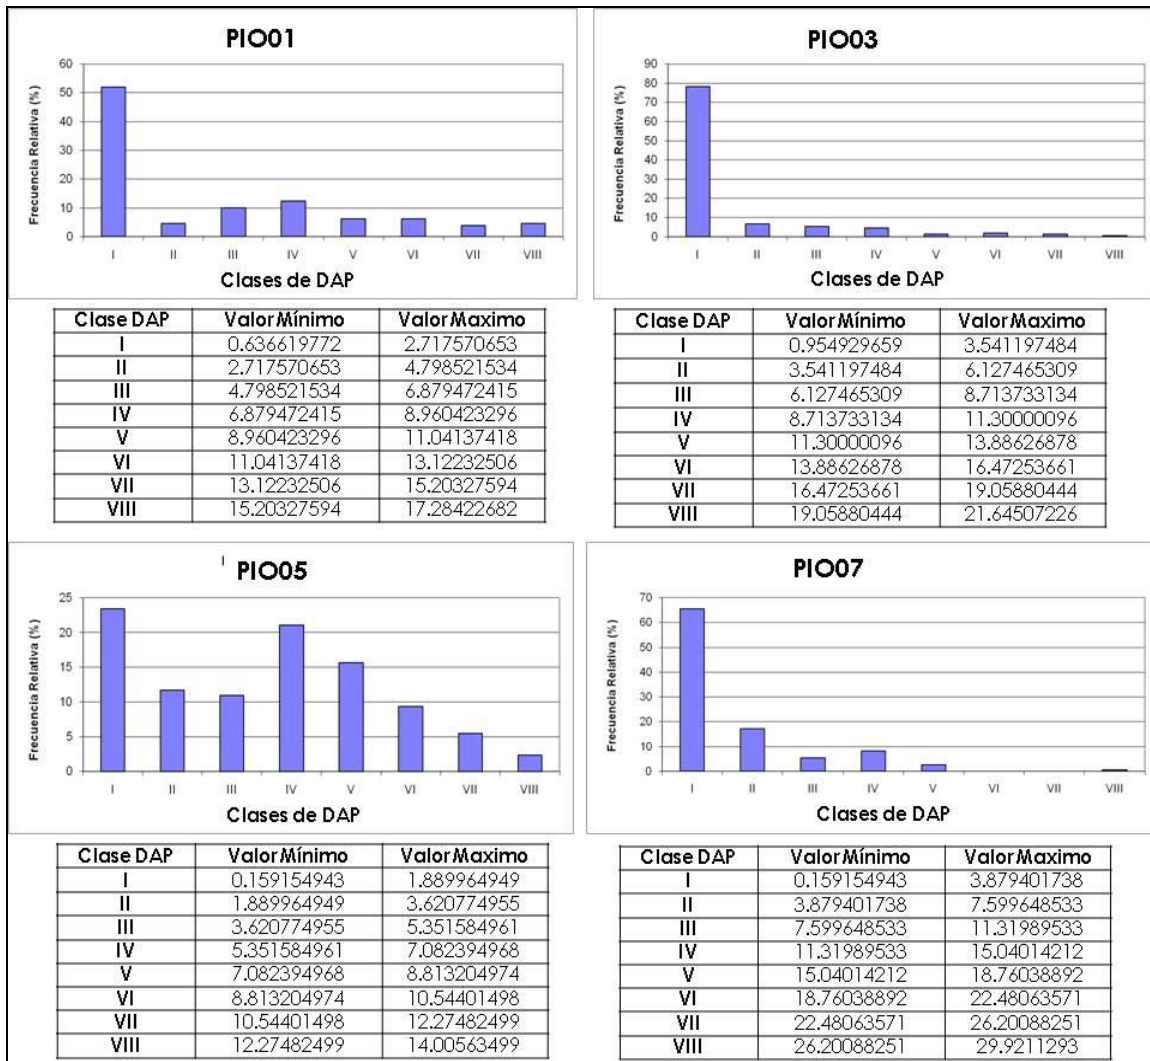 PIO01
Frecuencia Relativa (%)
60
50
40
30
20
10
0
I II III IV V VI VII VIII
Clases de DAP
Clase DAP Valor Mínimo Valor Maximo
I 0.636619772 2.717570653
II 2.717570653 4.798521534
III 4.798521534 6.879472415
IV 6.879472415 8.960423296
V 8.960423296 11.04137418
VI 11.04137418 13.12232506
VII 13.12232506 15.20327594
VIII 15.20327594 17.28422682
PIO03
Frecuencia Relativa (%)
90
80
70
60
50
40
30
20
10
0
I II III IV V VI VII VIII
Clases de DAP
Clase DAP Valor Mínimo Valor Maximo
I 0.954929659 3.541197484
II 3.541197484 6.127465309
III 6.127465309 8.713733134
IV 8.713733134 11.30000096
V 11.30000096 13.88626878
VI 13.88626878 16.47253661
VII 16.47253661 19.05880444
VIII 19.05880444 21.64507226
I PIO05
Frecuencia Relativa (%)
25
20
15
10
5
0
I II III IV V VI VII VIII
Clases de DAP
Clase DAP Valor Mínimo Valor Maximo
I 0.159154943 1.889964949
II 1.889964949 3.620774955
III 3.620774955 5.351584961
IV 5.351584961 7.082394968
V 7.082394968 8.813204974
VI 8.813204974 10.54401498
VII 10.54401498 12.27482499
VIII 12.27482499 14.00563499
PIO07
Frecuencia Relativa (%)
70
60
50
40
30
20
10
0
I II III IV V VI VII VIII
Clases de DAP
Clase DAP Valor Mínimo Valor Maximo
I 0.159154943 3.879401738
II 3.879401738 7.599648533
III 7.599648533 11.31989533
IV 11.31989533 15.04014212
V 15.04014212 18.76038892
VI 18.76038892 22.48063571
VII 22.48063571 26.20088251
VIII 26.20088251 29.9211293